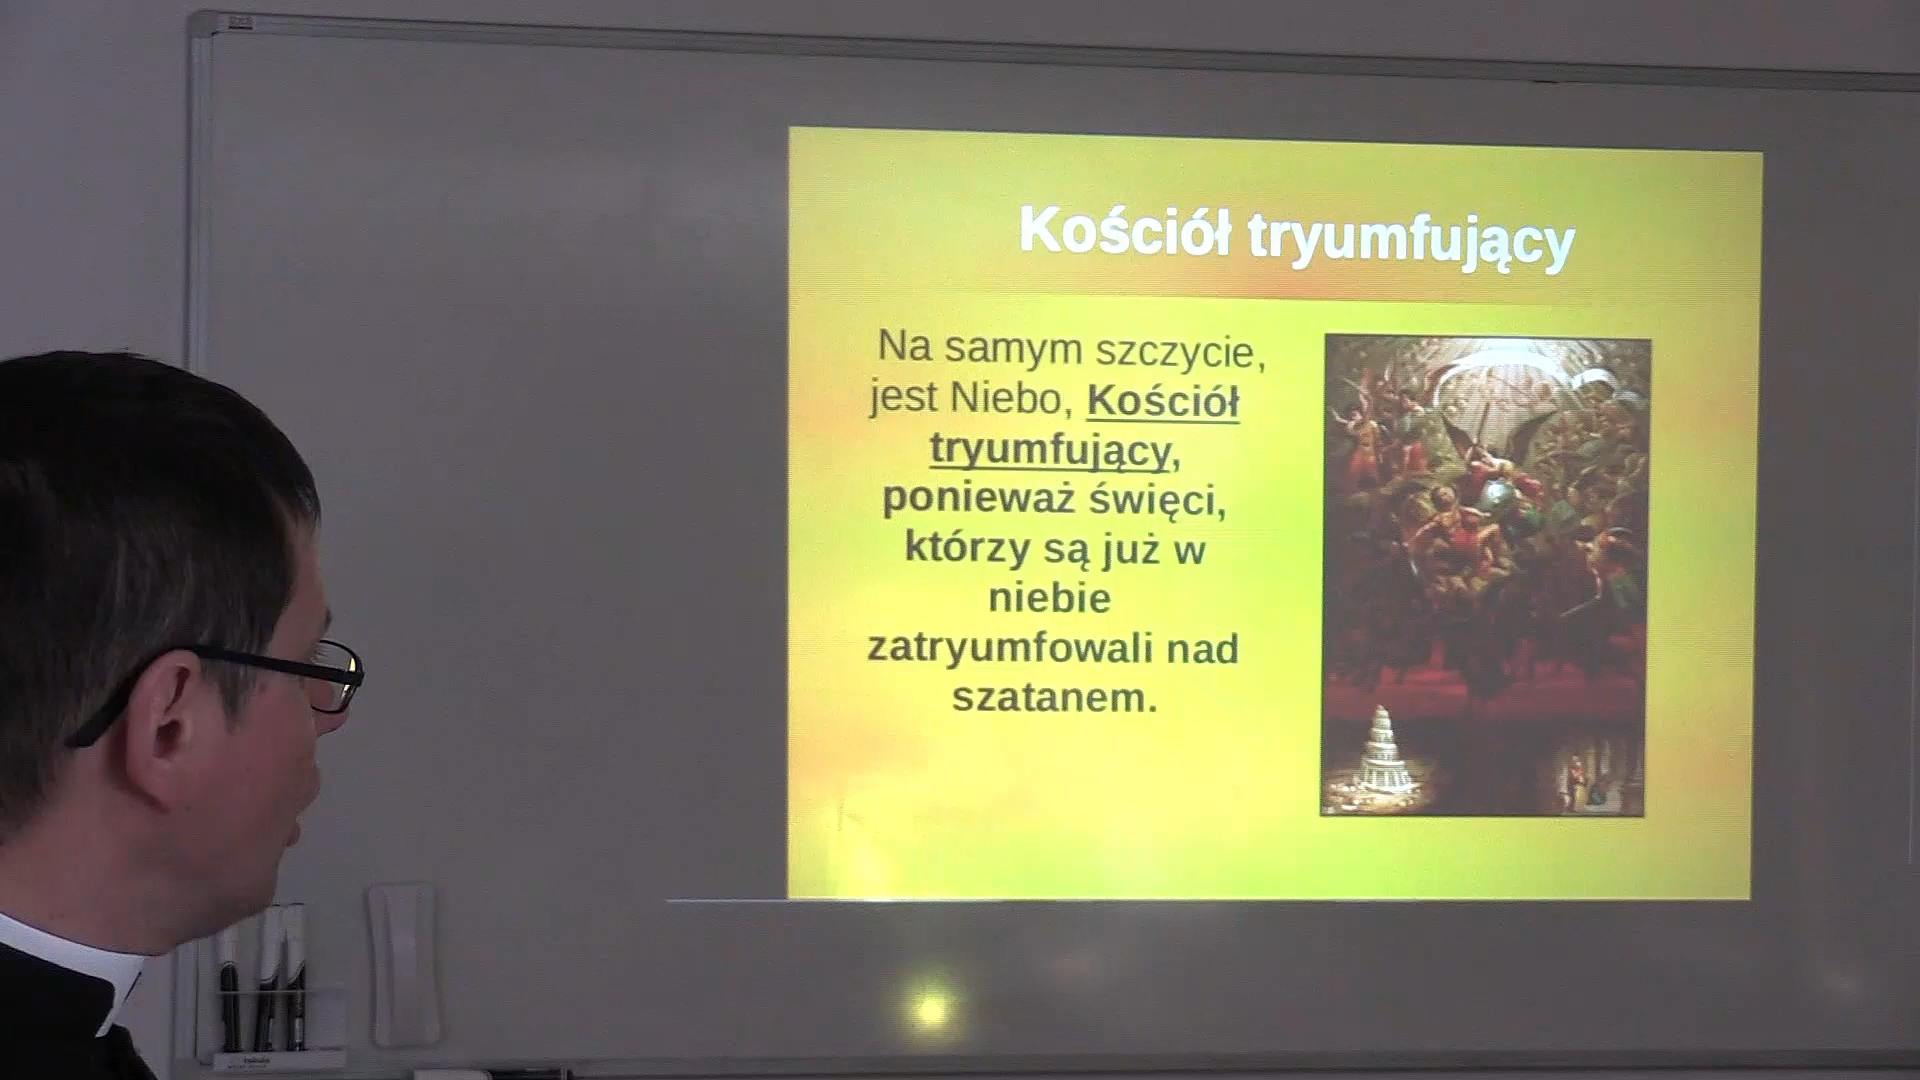 Kościół tryumfujący
Na samym szczycie,
jest Niebo, Kościół
tryumfujący,
ponieważ święci,
którzy są już w
niebie
zatryumfowali nad
szatanem.